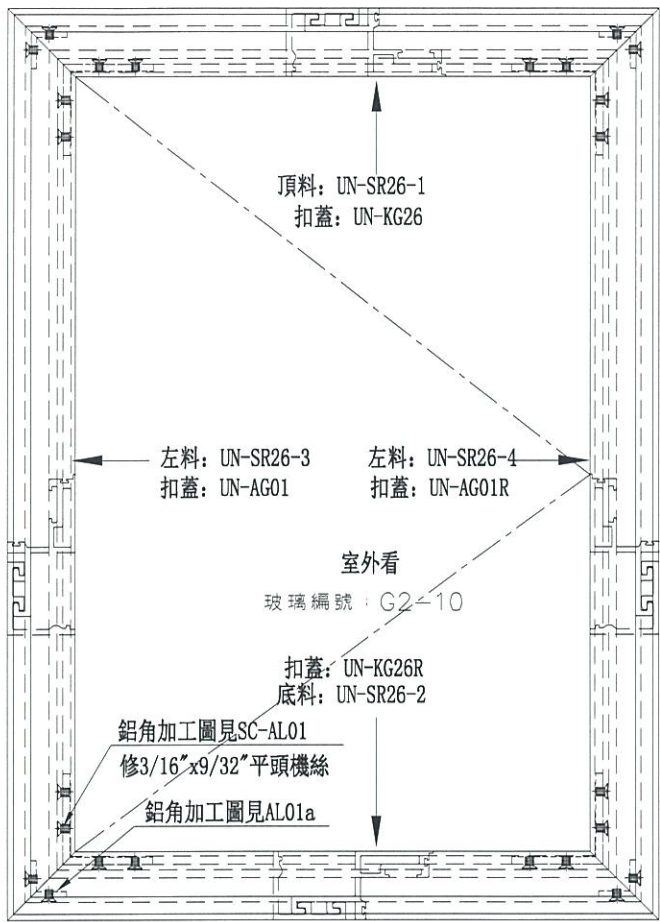 頂料: UN-SR26-1
扣蓋: UN-KG26
左料: UN-SR26-3
扣蓋: UN-AG01
左料: UN-SR26-4
扣蓋: UN-AG01R
室外看
玻璃編號：G2-10
扣蓋: UN-KG26R
底料: UN-SR26-2
鋁角加工圖見SC-AL01
修3/16"x9/32"平頭機絲
鋁角加工圖見AL01a